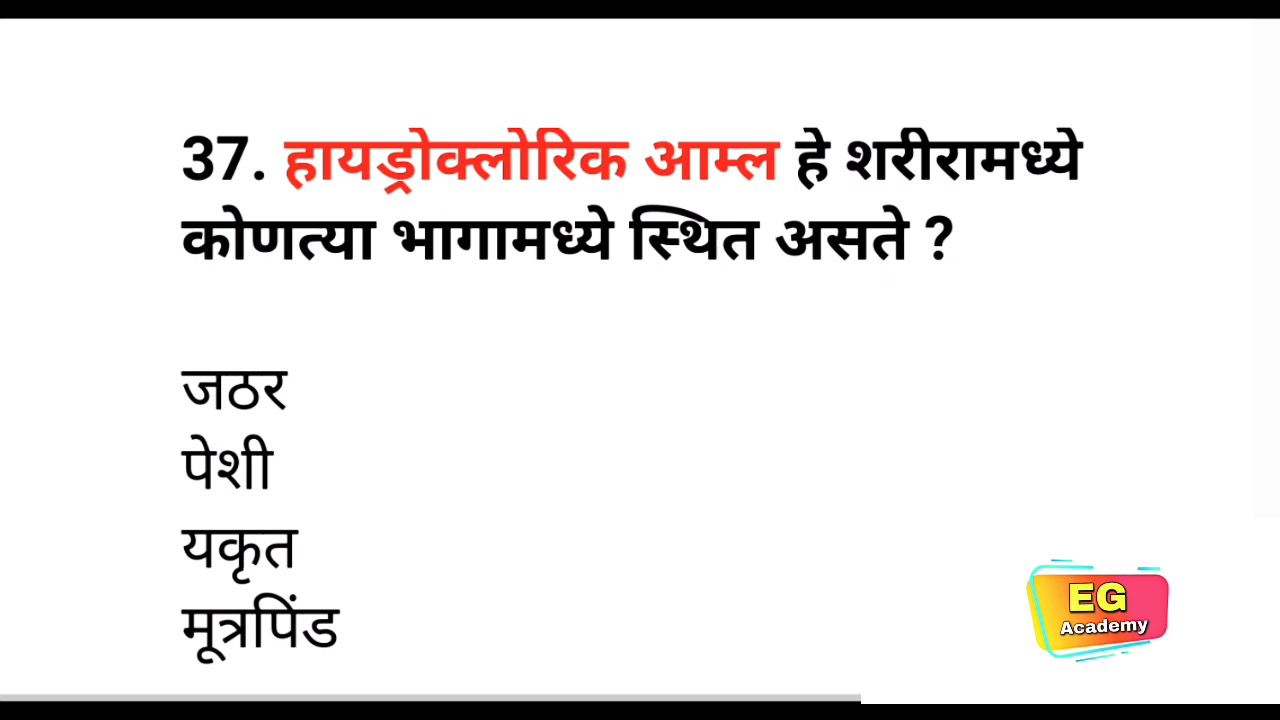 37. हायड्रोक्लोरिक आम्ल हे शरीरामध्ये
कोणत्या भागामध्ये स्थित असते ?
जठर
पेशी
यकृत
मूत्रपिंड
EG
Academy